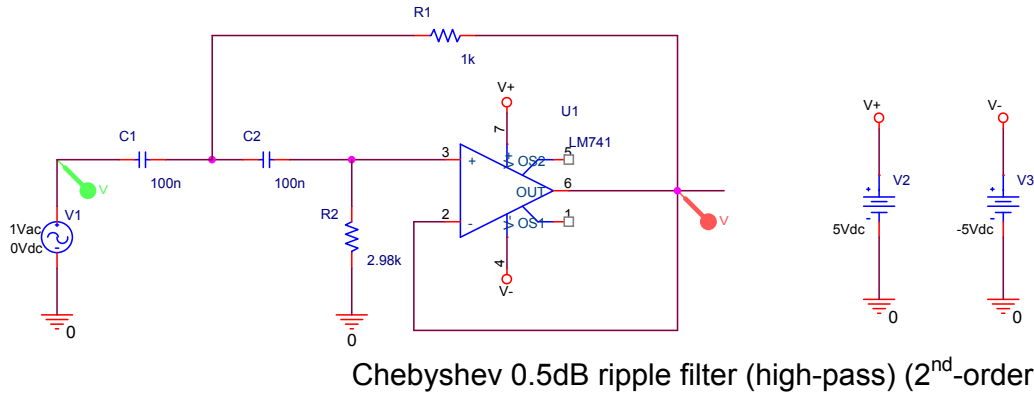 R1
1k
V+
U1
7
LM741
C1
C2
100n
100n
3
+
V+
OS2
5
OUT
6
2
-
V-
OS1
1
4
V-
V
V1
1Vac
0Vdc
+
-
R2
2.98k
V
0
0
V+
V-
V2
V3
+
-
+
-
5Vdc
-5Vdc
0
0
Chebyshev 0.5dB ripple filter (high-pass) (2nd-order